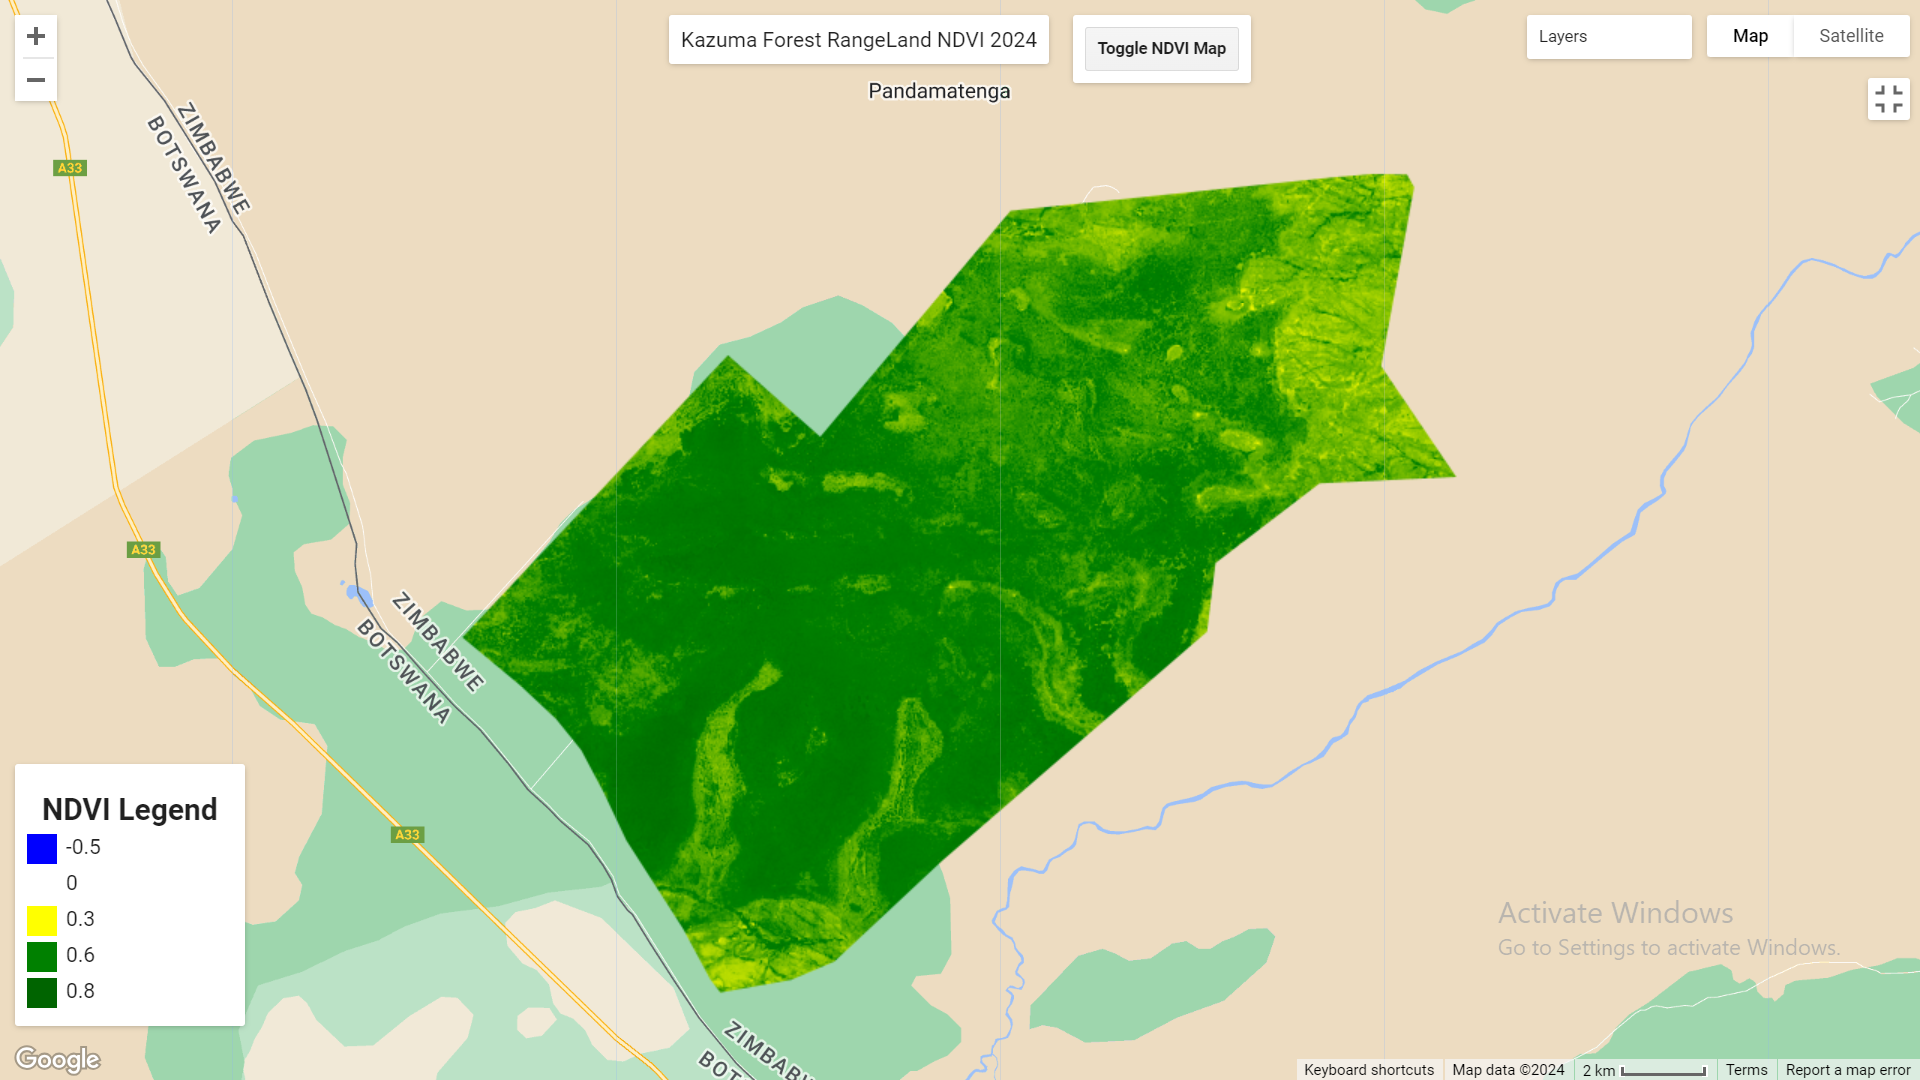 Kazuma Forest RangeLand NDVI 2024
Toggle NDVI Map
Layers
Map
Satellite
Pandamatenga
ZIMBABWE
BOTSWANA
A33
A33
ZIMBABWE
BOTSWANA
A33
NDVI Legend
-0.5
0
0.3
0.6
0.8
Activate Windows
Go to Settings to activate Windows.
ZIMBABW
BOT
Google
Keyboard shortcuts
Map data ©2024
2 km
Terms
Report a map error